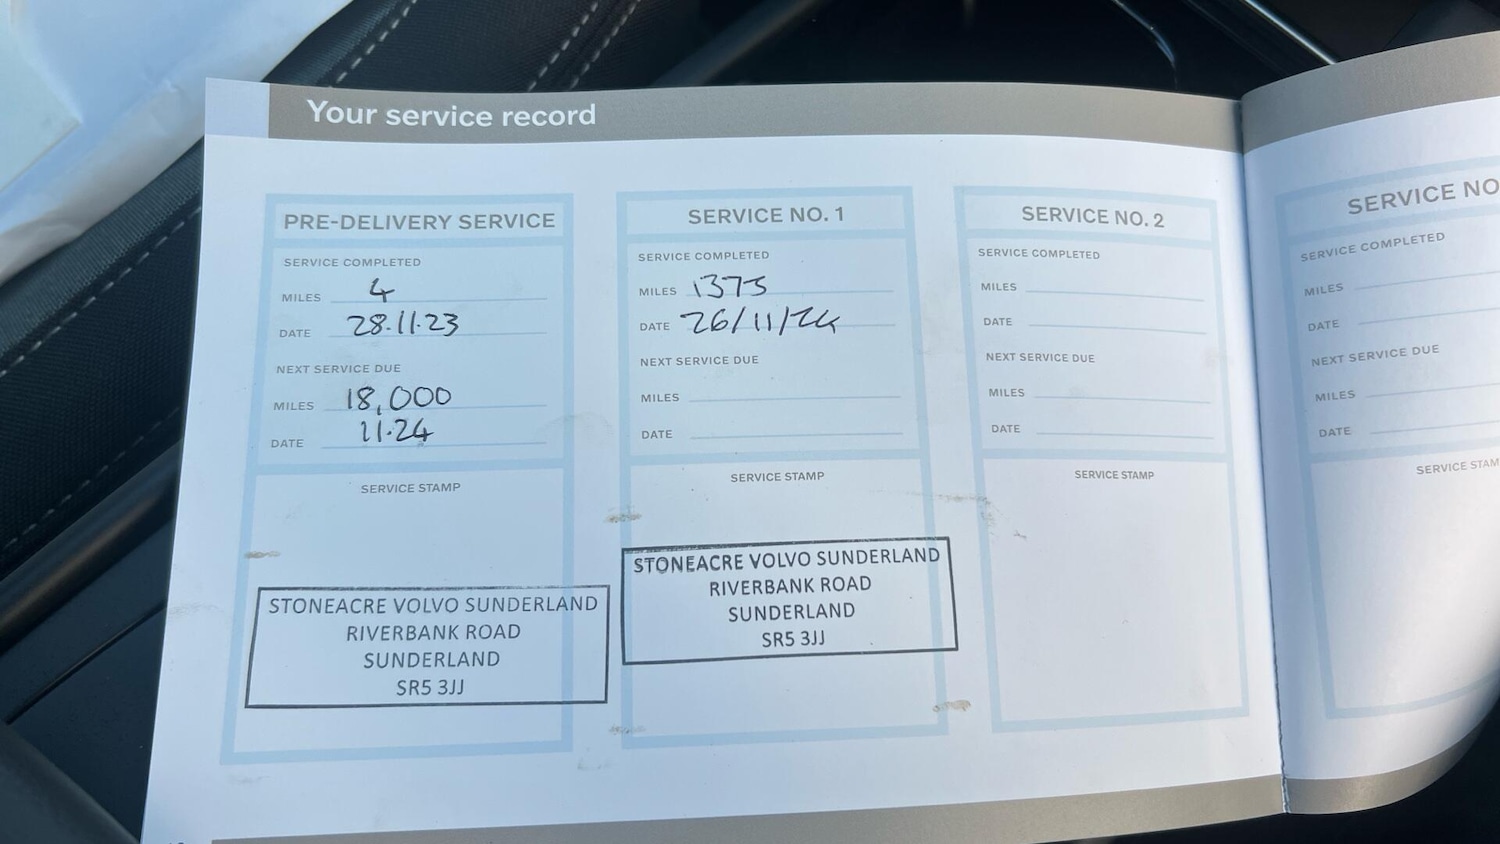 Your service record
PRE-DELIVERY SERVICE
SERVICE COMPLETED
MILES 4
DATE 28.11.23
NEXT SERVICE DUE
MILES 18,000
DATE 11.24
SERVICE STAMP
STONEACRE VOLVO SUNDERLAND
RIVERBANK ROAD
SUNDERLAND
SR5 3JJ
SERVICE NO. 1
SERVICE COMPLETED
MILES 1375
DATE 26/11/24
NEXT SERVICE DUE
MILES
DATE
SERVICE STAMP
STONEACRE VOLVO SUNDERLAND
RIVERBANK ROAD
SUNDERLAND
SR5 3JJ
SERVICE NO. 2
SERVICE COMPLETED
MILES
DATE
NEXT SERVICE DUE
MILES
DATE
SERVICE STAMP
SERVICE NO
SERVICE COMPLETED
MILES
DATE
NEXT SERVICE DUE
MILES
DATE
SERVICE STAM